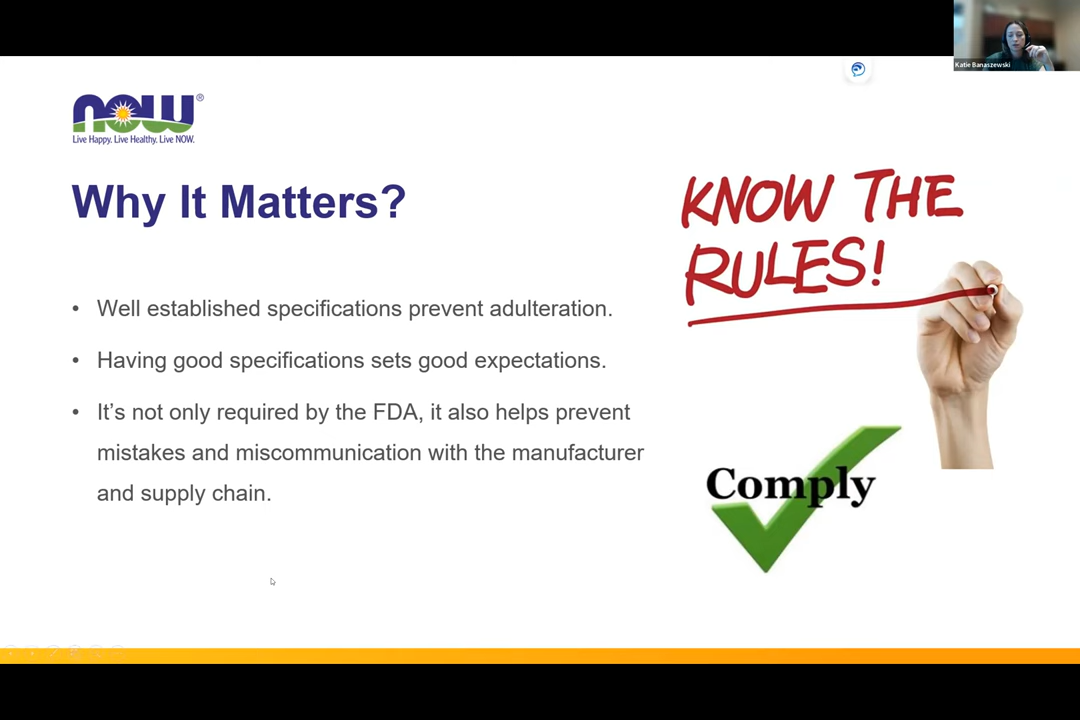 Katie Banaszewski
now®
Live Happy. Live Healthy. Live NOW.
Why It Matters?
KNOW THE
RULES!
• Well established specifications prevent adulteration.
• Having good specifications sets good expectations.
• It’s not only required by the FDA, it also helps prevent
mistakes and miscommunication with the manufacturer
and supply chain.
Comply